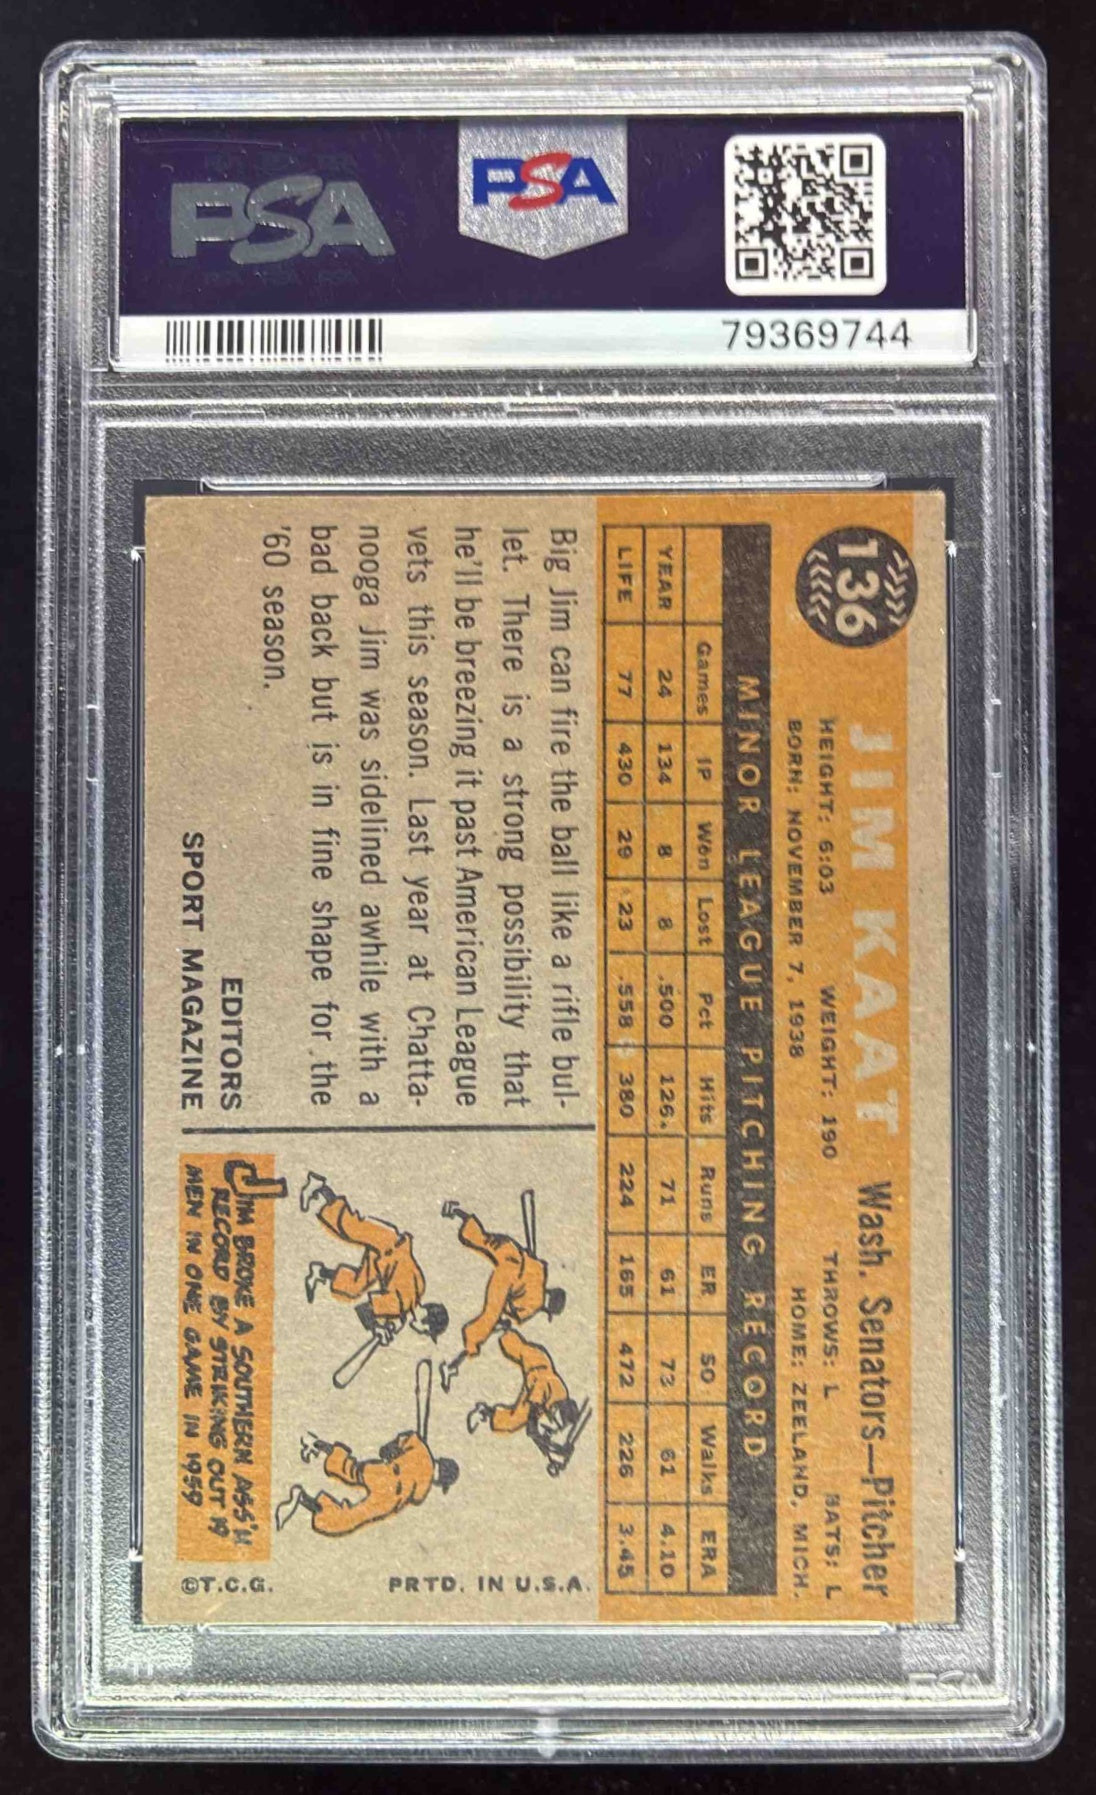 PSA
PSA
79369744
136
JIM KAAT Wash. Senators—Pitcher
HEIGHT: 6:03 WEIGHT: 190 THROWS: L BATS: L
BORN: NOVEMBER 7, 1938 HOME: ZEELAND, MICH.
MINOR LEAGUE PITCHING RECORD
Games IP Won Lost Pct Hits Runs ER SO Walks ERA
YEAR 24 134 8 8 .500 126 71 61 73 61 4.10
LIFE 77 430 29 23 .558 380 224 165 472 226 3.45
Big Jim can fire the ball like a rifle bul-
let. There is a strong possibility that
he'll be breezing it past American League
vets this season. Last year at Chatta-
nooga Jim was sidelined awhile with a
bad back but is in fine shape for the
'60 season.
EDITORS
SPORT MAGAZINE
JIM BROKE A SOUTHERN ASS'N
RECORD BY STRIKING OUT 19
MEN IN ONE GAME IN 1959
PRTD. IN U.S.A.
©T.C.G.
PSA